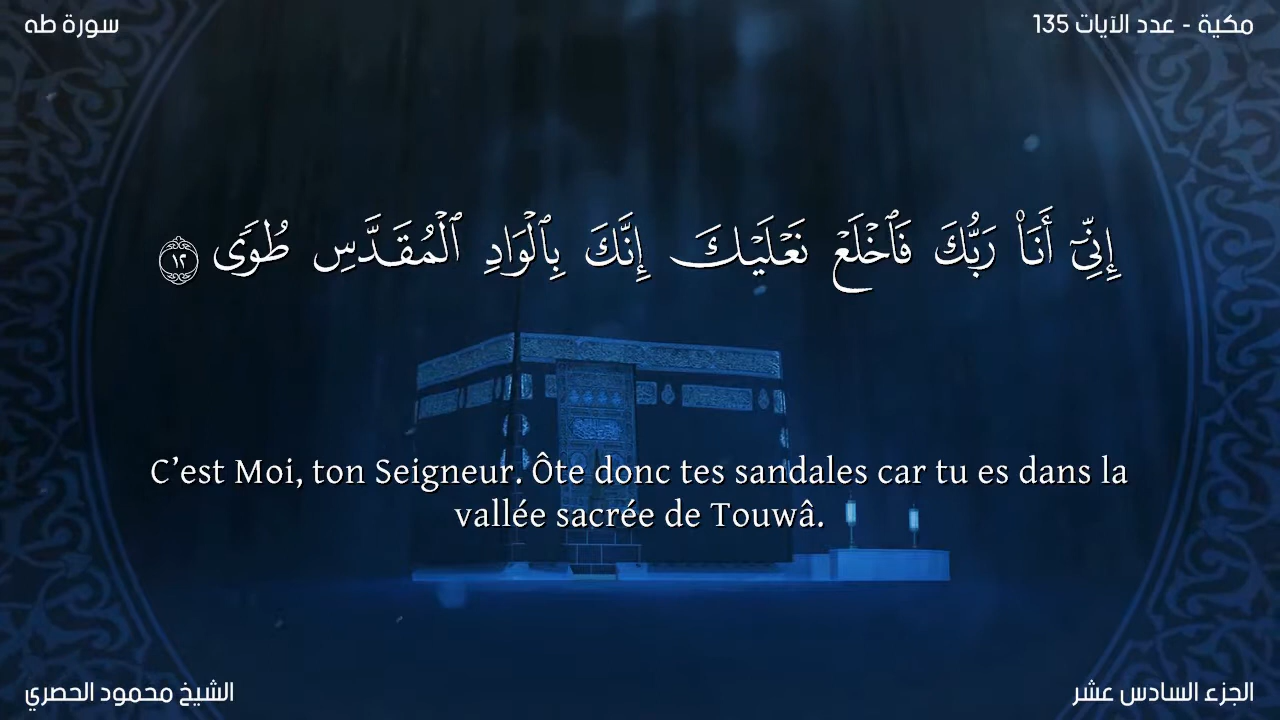 سورة طه
مكية - عدد الآيات 135
إِنِّىٓ أَنَا۠ رَبُّكَ فَٱخْلَعْ نَعْلَيْكَ إِنَّكَ بِٱلْوَادِ ٱلْمُقَدَّسِ طُوًى ١٢
C’est Moi, ton Seigneur. Ôte donc tes sandales car tu es dans la
vallée sacrée de Touwâ.
الشيخ محمود الحصري
الجزء السادس عشر